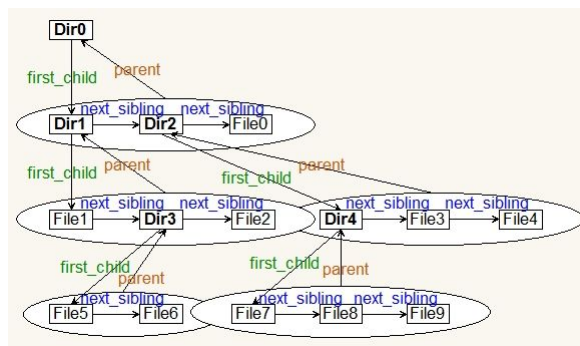 Dir0
first_child parent
next_sibling next_sibling
Dir1 Dir2 File0
first_child parent first_child parent
next_sibling next_sibling next_sibling next_sibling
File1 Dir3 File2 Dir4 File3 File4
first_child parent first_child parent
next_sibling next_sibling next_sibling
File5 File6 File7 File8 File9